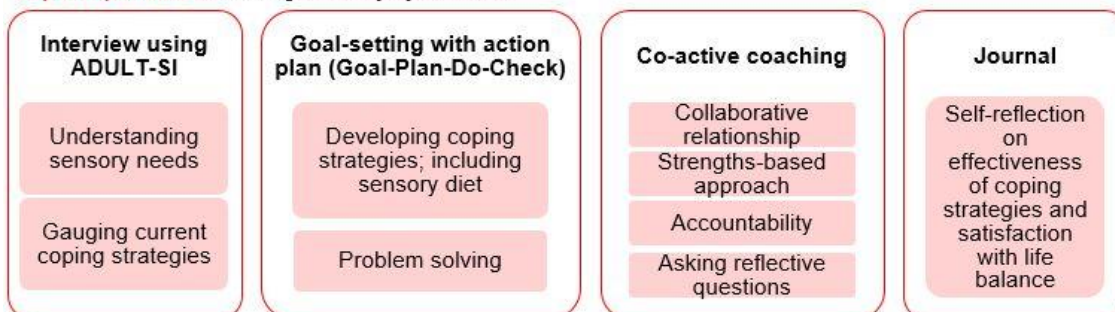 Interview using
ADULT-SI
Understanding
sensory needs
Gauging current
coping strategies
Goal-setting with action
plan (Goal-Plan-Do-Check)
Developing coping
strategies; including
sensory diet
Problem solving
Co-active coaching
Collaborative
relationship
Strengths-based
approach
Accountability
Asking reflective
questions
Journal
Self-reflection
on
effectiveness
of coping
strategies and
satisfaction
with life
balance